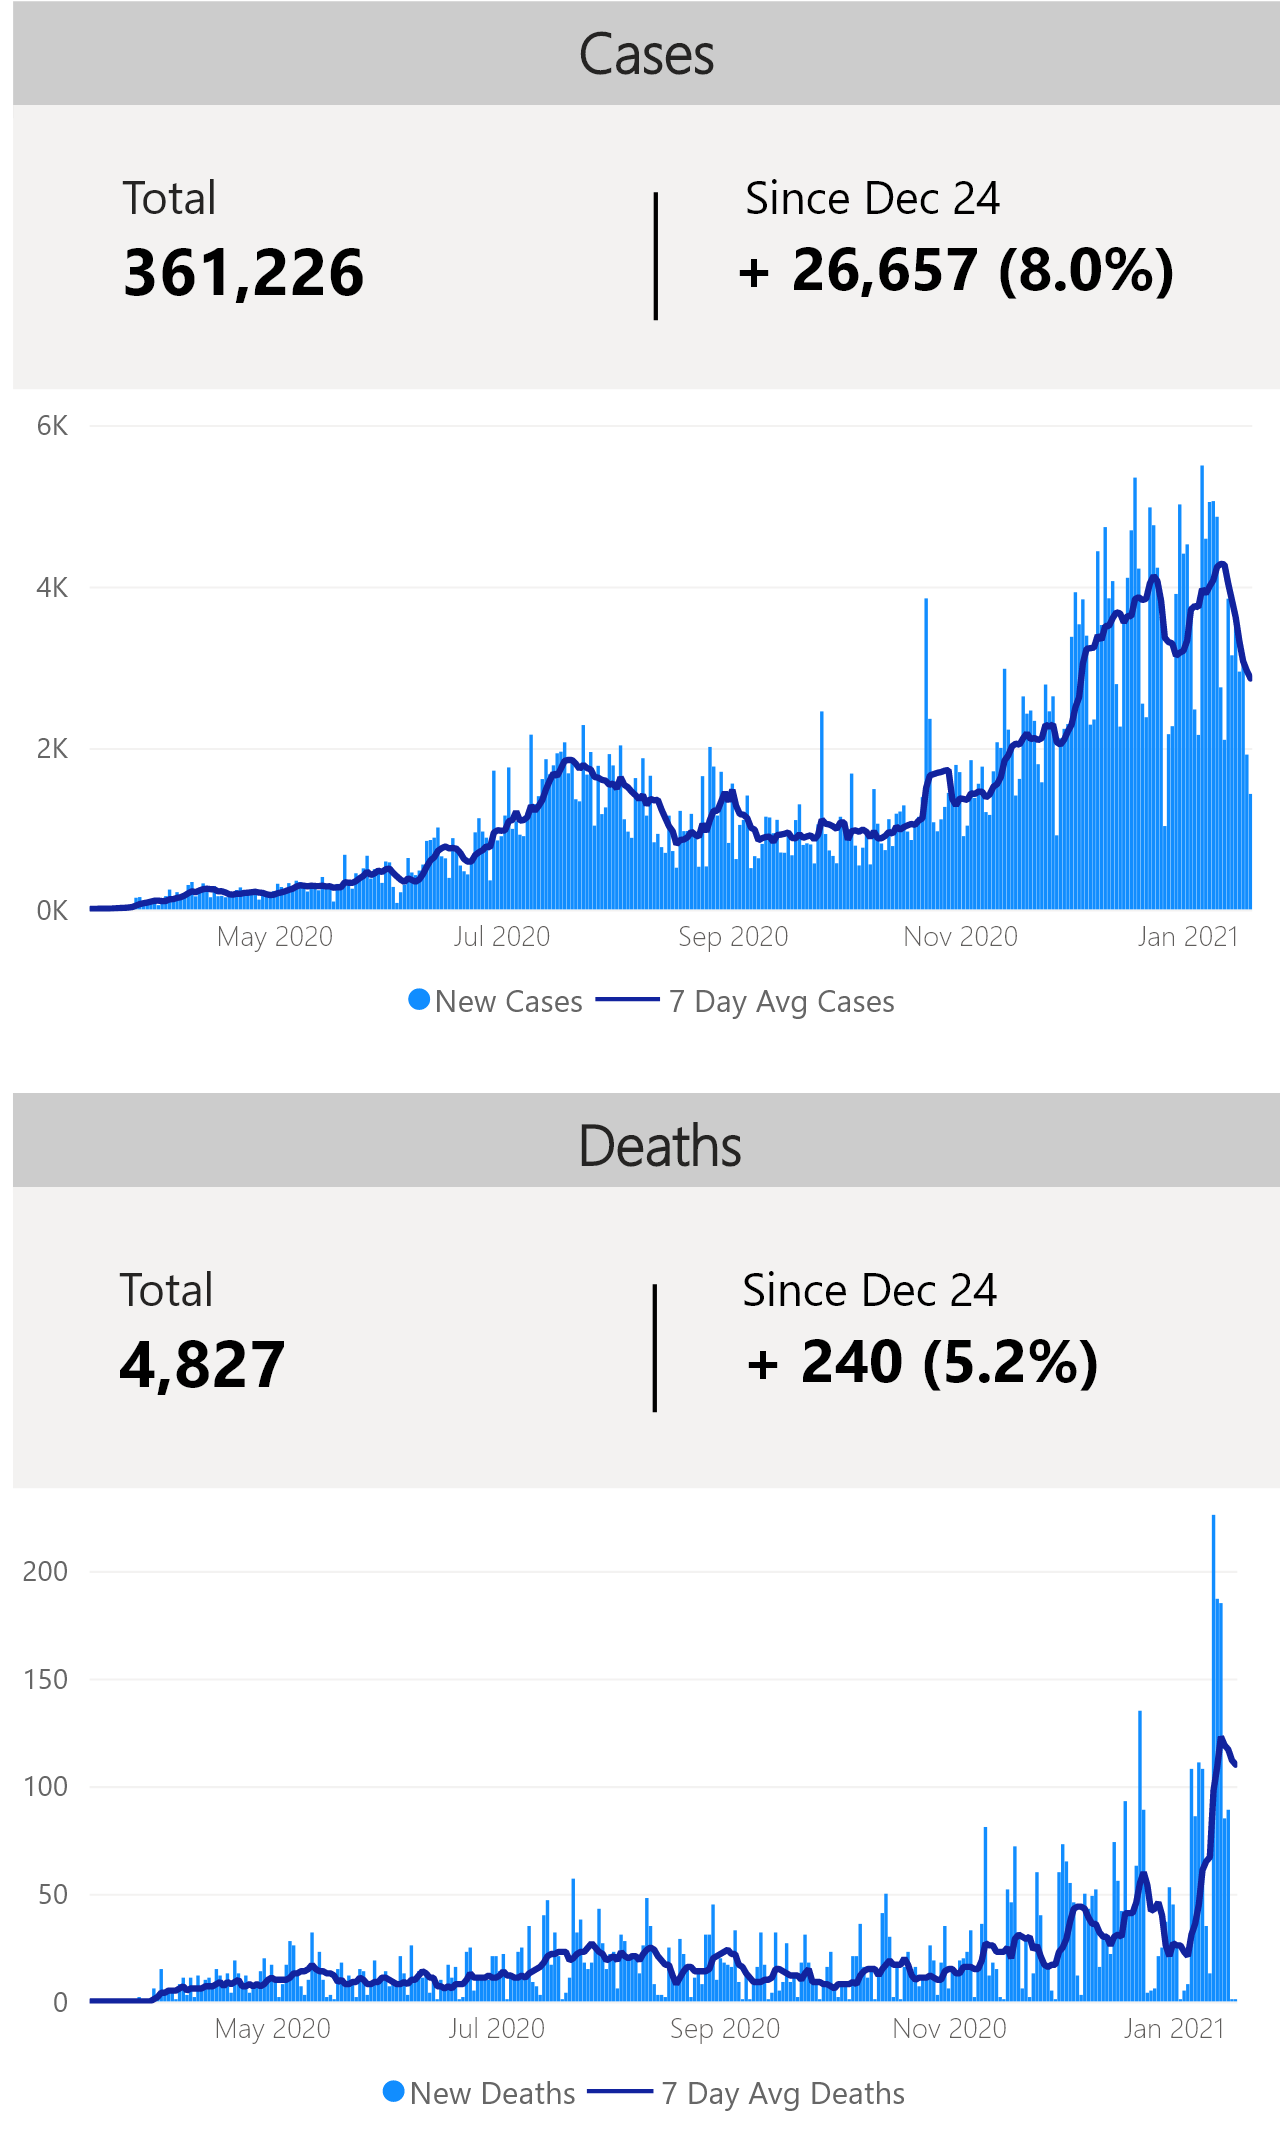 Cases
Total
Since Dec 24
361,226
+ 26,657 (8.0%)
6K
4K
2K
0K
May 2020 Jul 2020 Sep 2020 Nov 2020 Jan 2021
New Cases 7 Day Avg Cases
Deaths
Total
Since Dec 24
4,827
+ 240 (5.2%)
200
150
100
50
0
May 2020 Jul 2020 Sep 2020 Nov 2020 Jan 2021
New Deaths 7 Day Avg Deaths